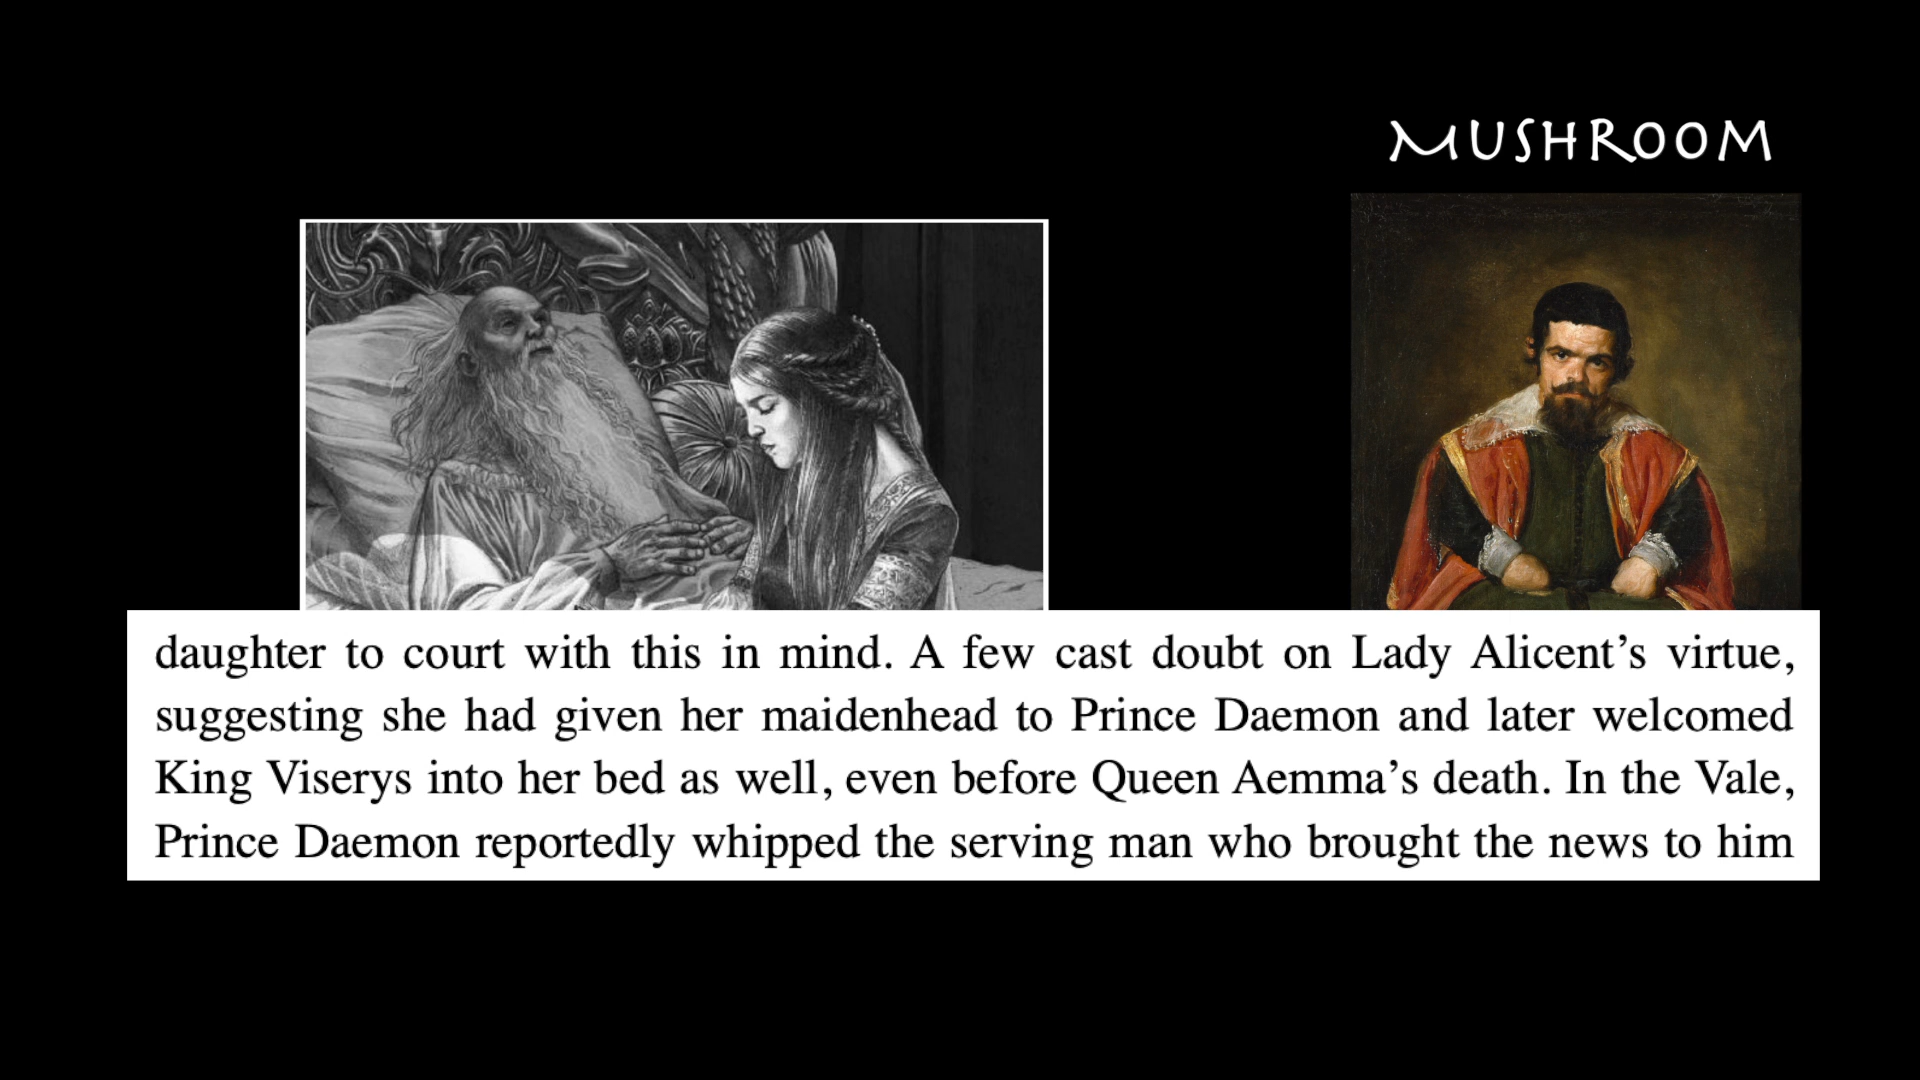 MUSHROOM
daughter to court with this in mind. A few cast doubt on Lady Alicent’s virtue,
suggesting she had given her maidenhead to Prince Daemon and later welcomed
King Viserys into her bed as well, even before Queen Aemma’s death. In the Vale,
Prince Daemon reportedly whipped the serving man who brought the news to him